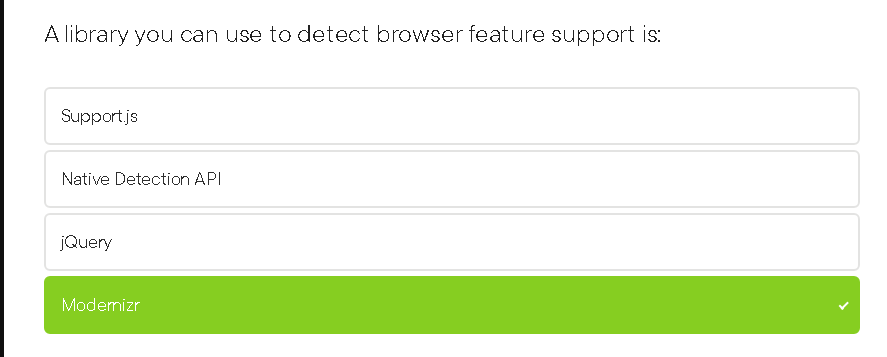 A library you can use to detect browser feature support is:
Support.js
Native Detection API
jQuery
Modernizr